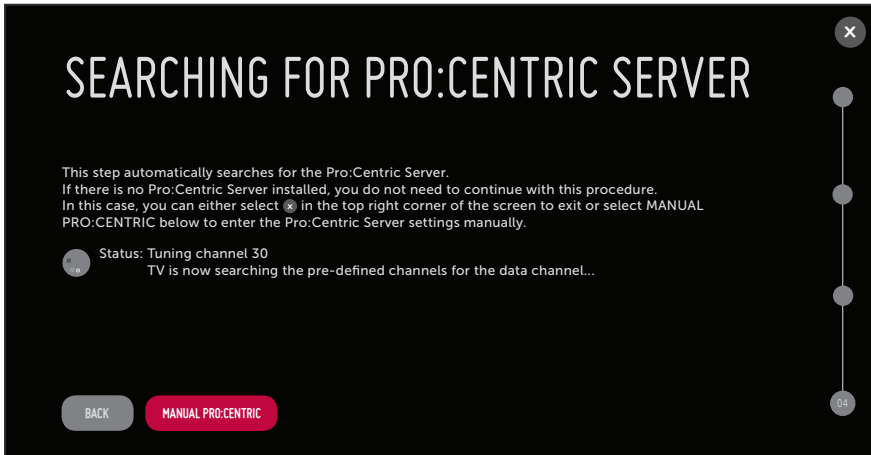 X
SEARCHING FOR PRO:CENTRIC SERVER
This step automatically searches for the Pro:Centric Server.
If there is no Pro:Centric Server installed, you do not need to continue with this procedure.
In this case, you can either select x in the top right corner of the screen to exit or select MANUAL
PRO:CENTRIC below to enter the Pro:Centric Server settings manually.
Status: Tuning channel 30
TV is now searching the pre-defined channels for the data channel...
BACK MANUAL PRO:CENTRIC
04